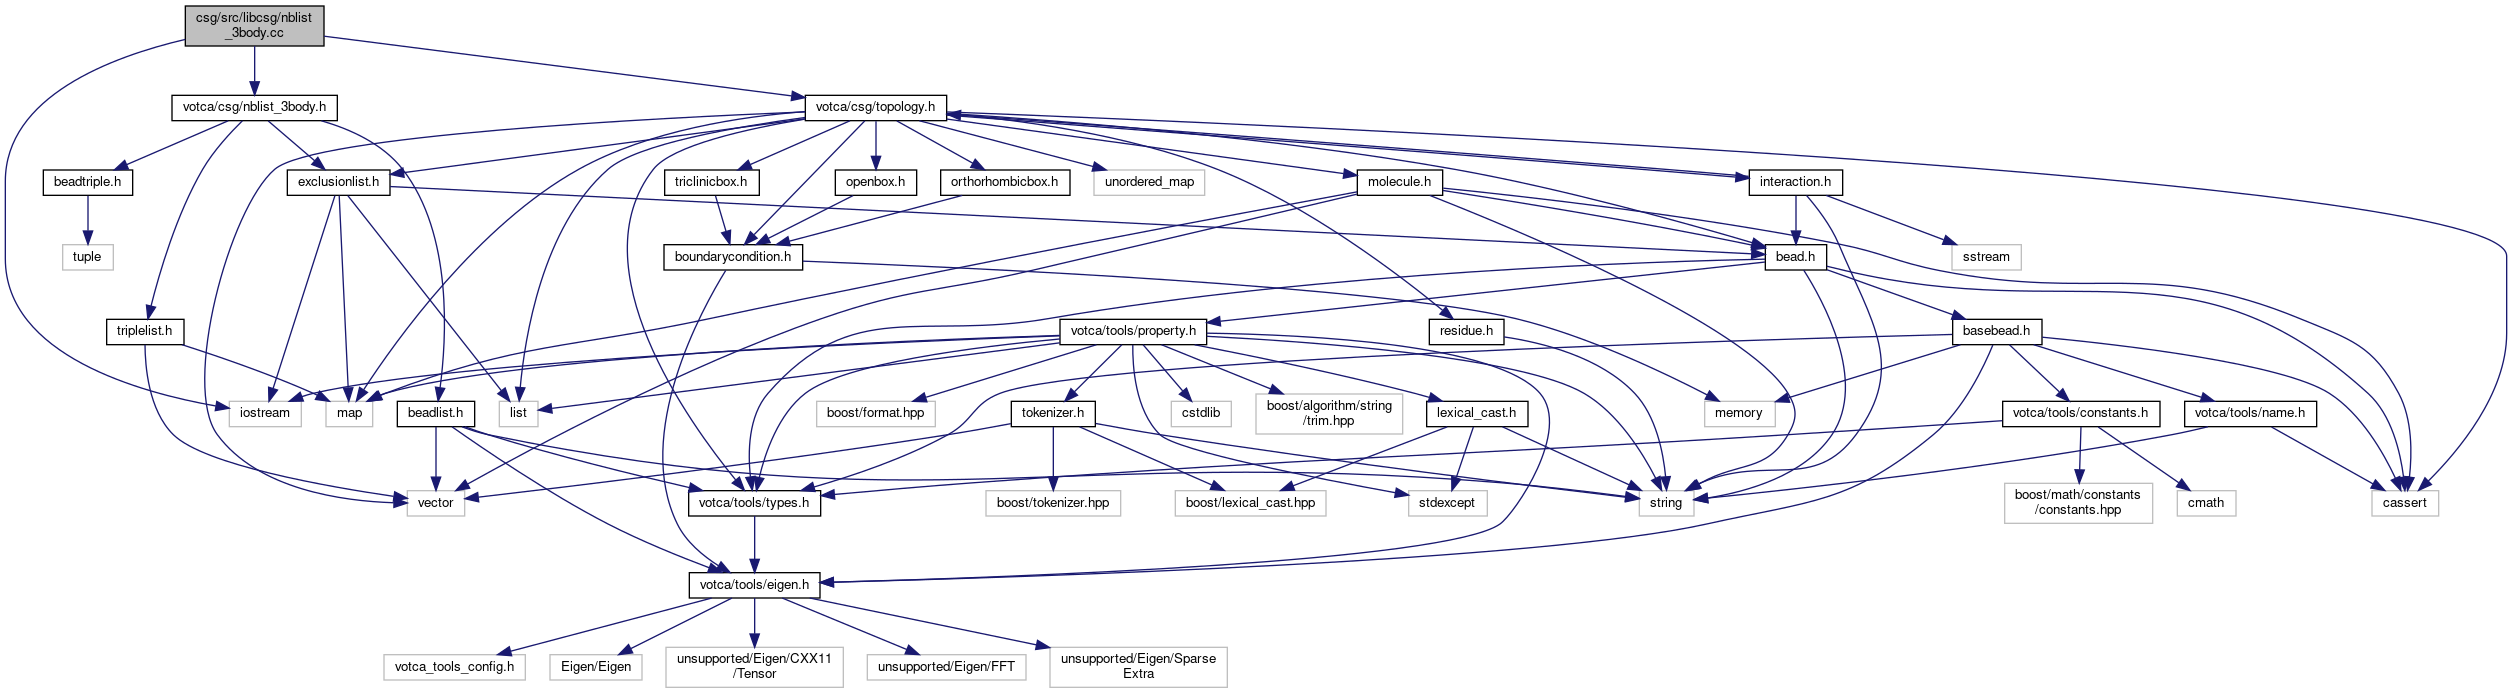 csg/src/libcsg/nblist
_3body.cc
votca/csg/nblist_3body.h
votca/csg/topology.h
beadtriple.h
exclusionlist.h
triclinicbox.h
openbox.h
orthorhombicbox.h
unordered_map
molecule.h
interaction.h
tuple
boundarycondition.h
bead.h
sstream
triplelist.h
votca/tools/property.h
residue.h
basebead.h
iostream
map
beadlist.h
list
boost/format.hpp
tokenizer.h
cstdlib
boost/algorithm/string
/trim.hpp
lexical_cast.h
memory
votca/tools/constants.h
votca/tools/name.h
vector
votca/tools/types.h
boost/tokenizer.hpp
boost/lexical_cast.hpp
stdexcept
string
boost/math/constants
/constants.hpp
cmath
cassert
votca/tools/eigen.h
votca_tools_config.h
Eigen/Eigen
unsupported/Eigen/CXX11
/Tensor
unsupported/Eigen/FFT
unsupported/Eigen/Sparse
Extra